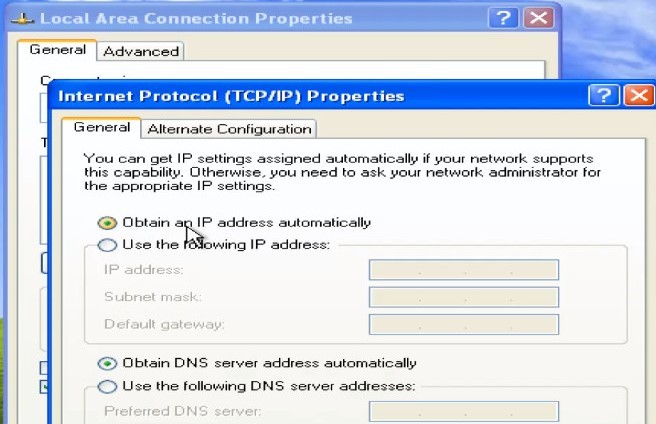 Local Area Connection Properties
General
Advanced
Internet Protocol (TCP/IP) Properties
General
Alternate Configuration
You can get IP settings assigned automatically if your network supports
this capability. Otherwise, you need to ask your network administrator for
the appropriate IP settings.
Obtain an IP address automatically
Use the following IP address:
IP address:
Subnet mask:
Default gateway:
Obtain DNS server address automatically
Use the following DNS server addresses:
Preferred DNS server: